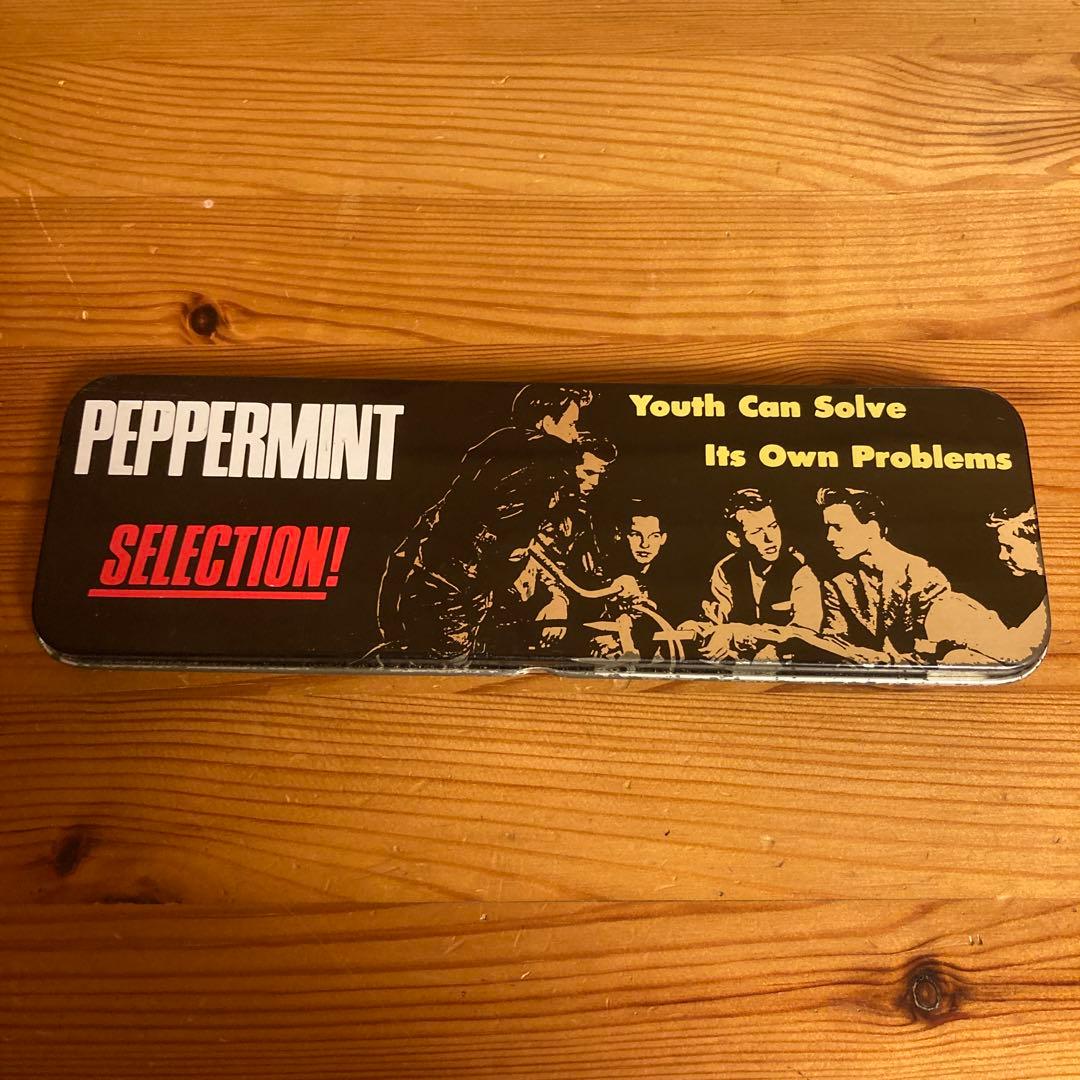 PEPPERMINT
SELECTION!
Youth Can Solve
Its Own Problems